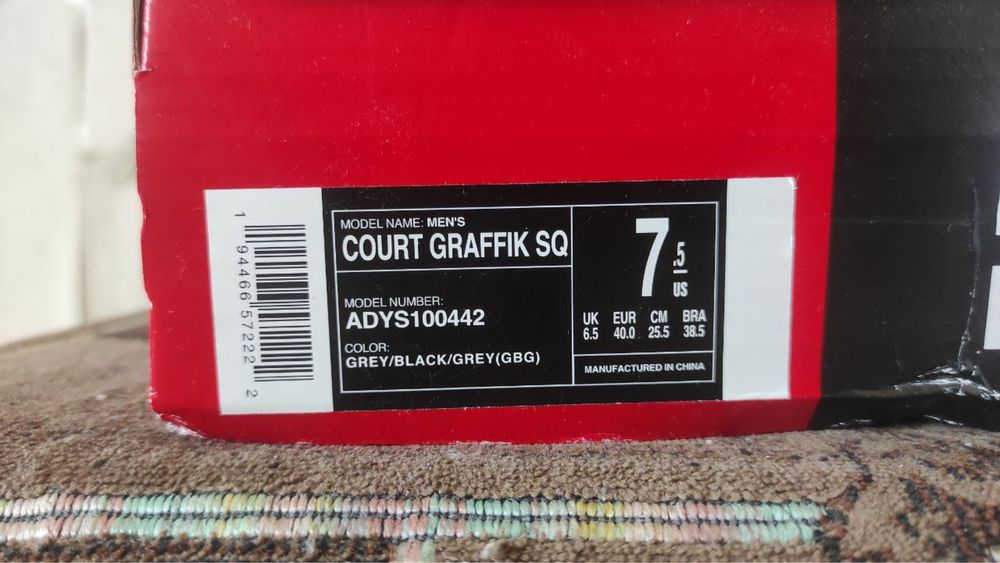 1 94466 57222 2
MODEL NAME: MEN'S
COURT GRAFFIK SQ
MODEL NUMBER:
ADYS100442
COLOR:
GREY/BLACK/GREY(GBG)
7.5
US
UK EUR CM BRA
6.5 40.0 25.5 38.5
MANUFACTURED IN CHINA